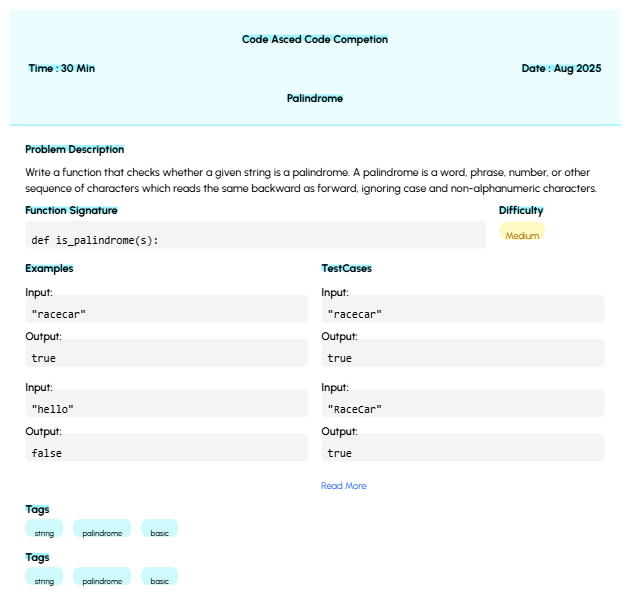 Code Asced Code Competion
Time : 30 Min
Date : Aug 2025
Palindrome
Problem Description
Write a function that checks whether a given string is a palindrome. A palindrome is a word, phrase, number, or other
sequence of characters which reads the same backward as forward, ignoring case and non-alphanumeric characters.
Function Signature
def is_palindrome(s):
Difficulty
Medium
Examples
Input:
"racecar"
Output:
true
Input:
"hello"
Output:
false
TestCases
Input:
"racecar"
Output:
true
Input:
"RaceCar"
Output:
true
Read More
Tags
string palindrome basic
Tags
string palindrome basic